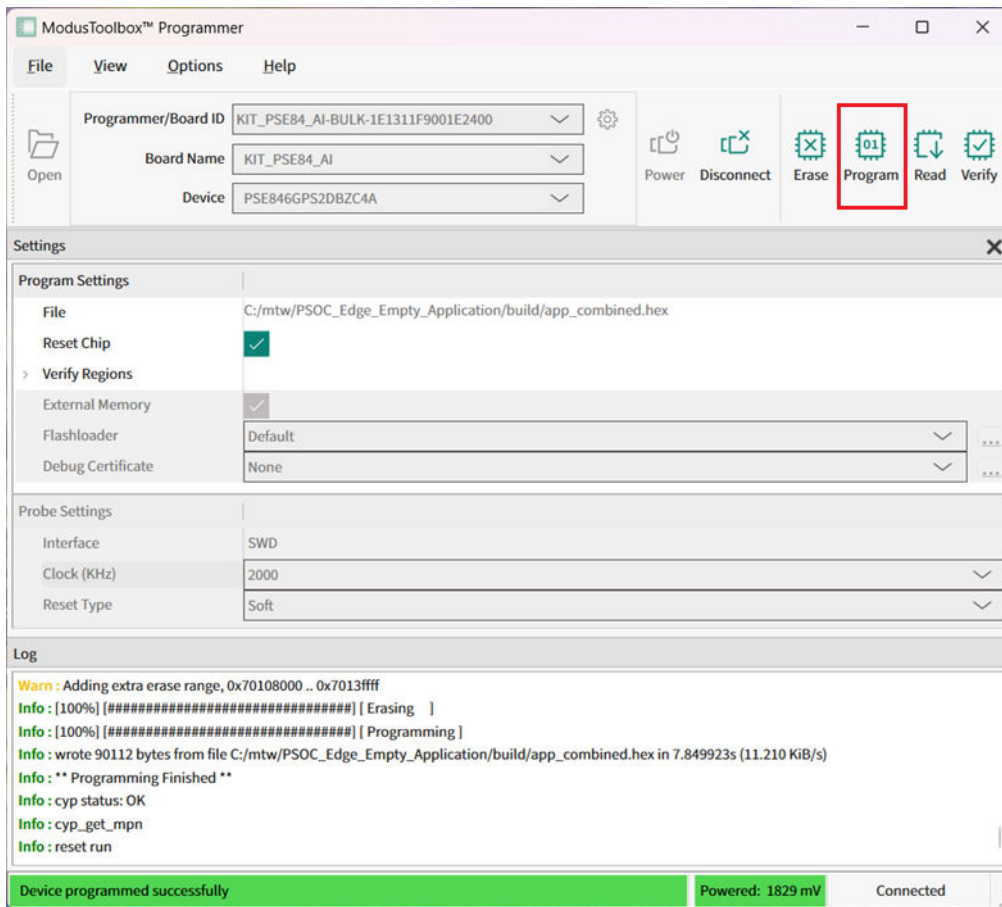 ModusToolbox™ Programmer
File View Options Help
Open
Programmer/Board ID KIT_PSE84_AI-BULK-1E1311F9001E2400
Board Name KIT_PSE84_AI
Device PSE846GPS2DBZC4A
Power Disconnect Erase Program Read Verify
01
Settings
Program Settings
File C:/mtw/PSOC_Edge_Empty_Application/build/app_combined.hex
Reset Chip
Verify Regions
External Memory
Flashloader Default ...
Debug Certificate None ...
Probe Settings
Interface SWD
Clock (KHz) 2000
Reset Type Soft
Log
Warn : Adding extra erase range, 0x70108000 .. 0x7013ffff
Info : [100%] [################################] [ Erasing ]
Info : [100%] [################################] [ Programming ]
Info : wrote 90112 bytes from file C:/mtw/PSOC_Edge_Empty_Application/build/app_combined.hex in 7.849923s (11.210 KiB/s)
Info : ** Programming Finished **
Info : cyp status: OK
Info : cyp_get_mpn
Info : reset run
Device programmed successfully Powered: 1829 mV Connected